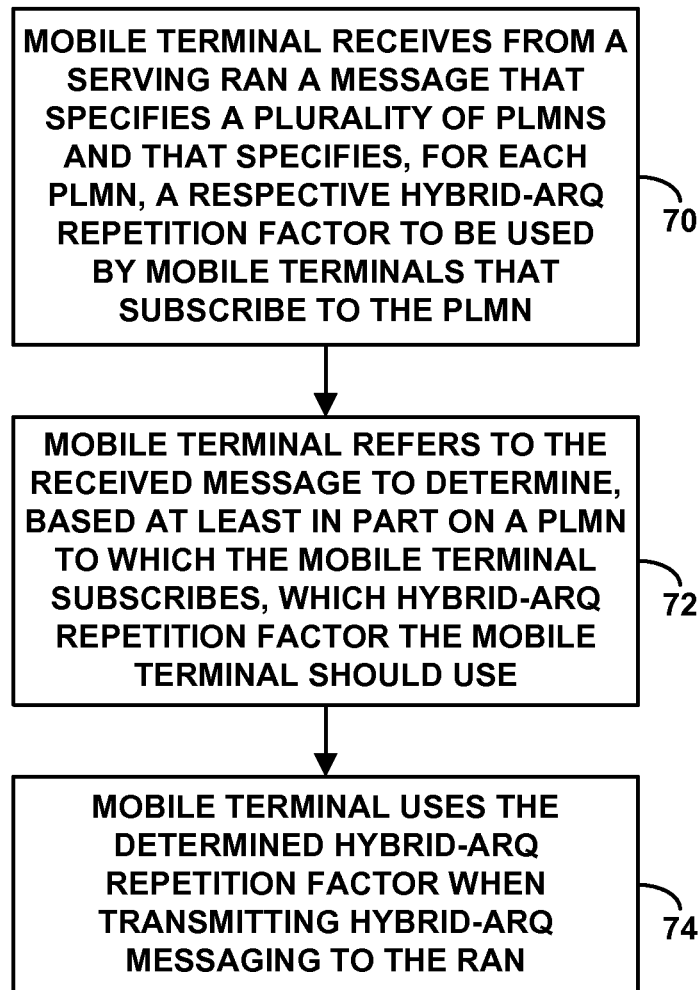 MOBILE TERMINAL RECEIVES FROM A
SERVING RAN A MESSAGE THAT
SPECIFIES A PLURALITY OF PLMNS
AND THAT SPECIFIES, FOR EACH
PLMN, A RESPECTIVE HYBRID-ARQ
REPETITION FACTOR TO BE USED
BY MOBILE TERMINALS THAT
SUBSCRIBE TO THE PLMN
70
MOBILE TERMINAL REFERS TO THE
RECEIVED MESSAGE TO DETERMINE,
BASED AT LEAST IN PART ON A PLMN
TO WHICH THE MOBILE TERMINAL
SUBSCRIBES, WHICH HYBRID-ARQ
REPETITION FACTOR THE MOBILE
TERMINAL SHOULD USE
72
MOBILE TERMINAL USES THE
DETERMINED HYBRID-ARQ
REPETITION FACTOR WHEN
TRANSMITTING HYBRID-ARQ
MESSAGING TO THE RAN
74